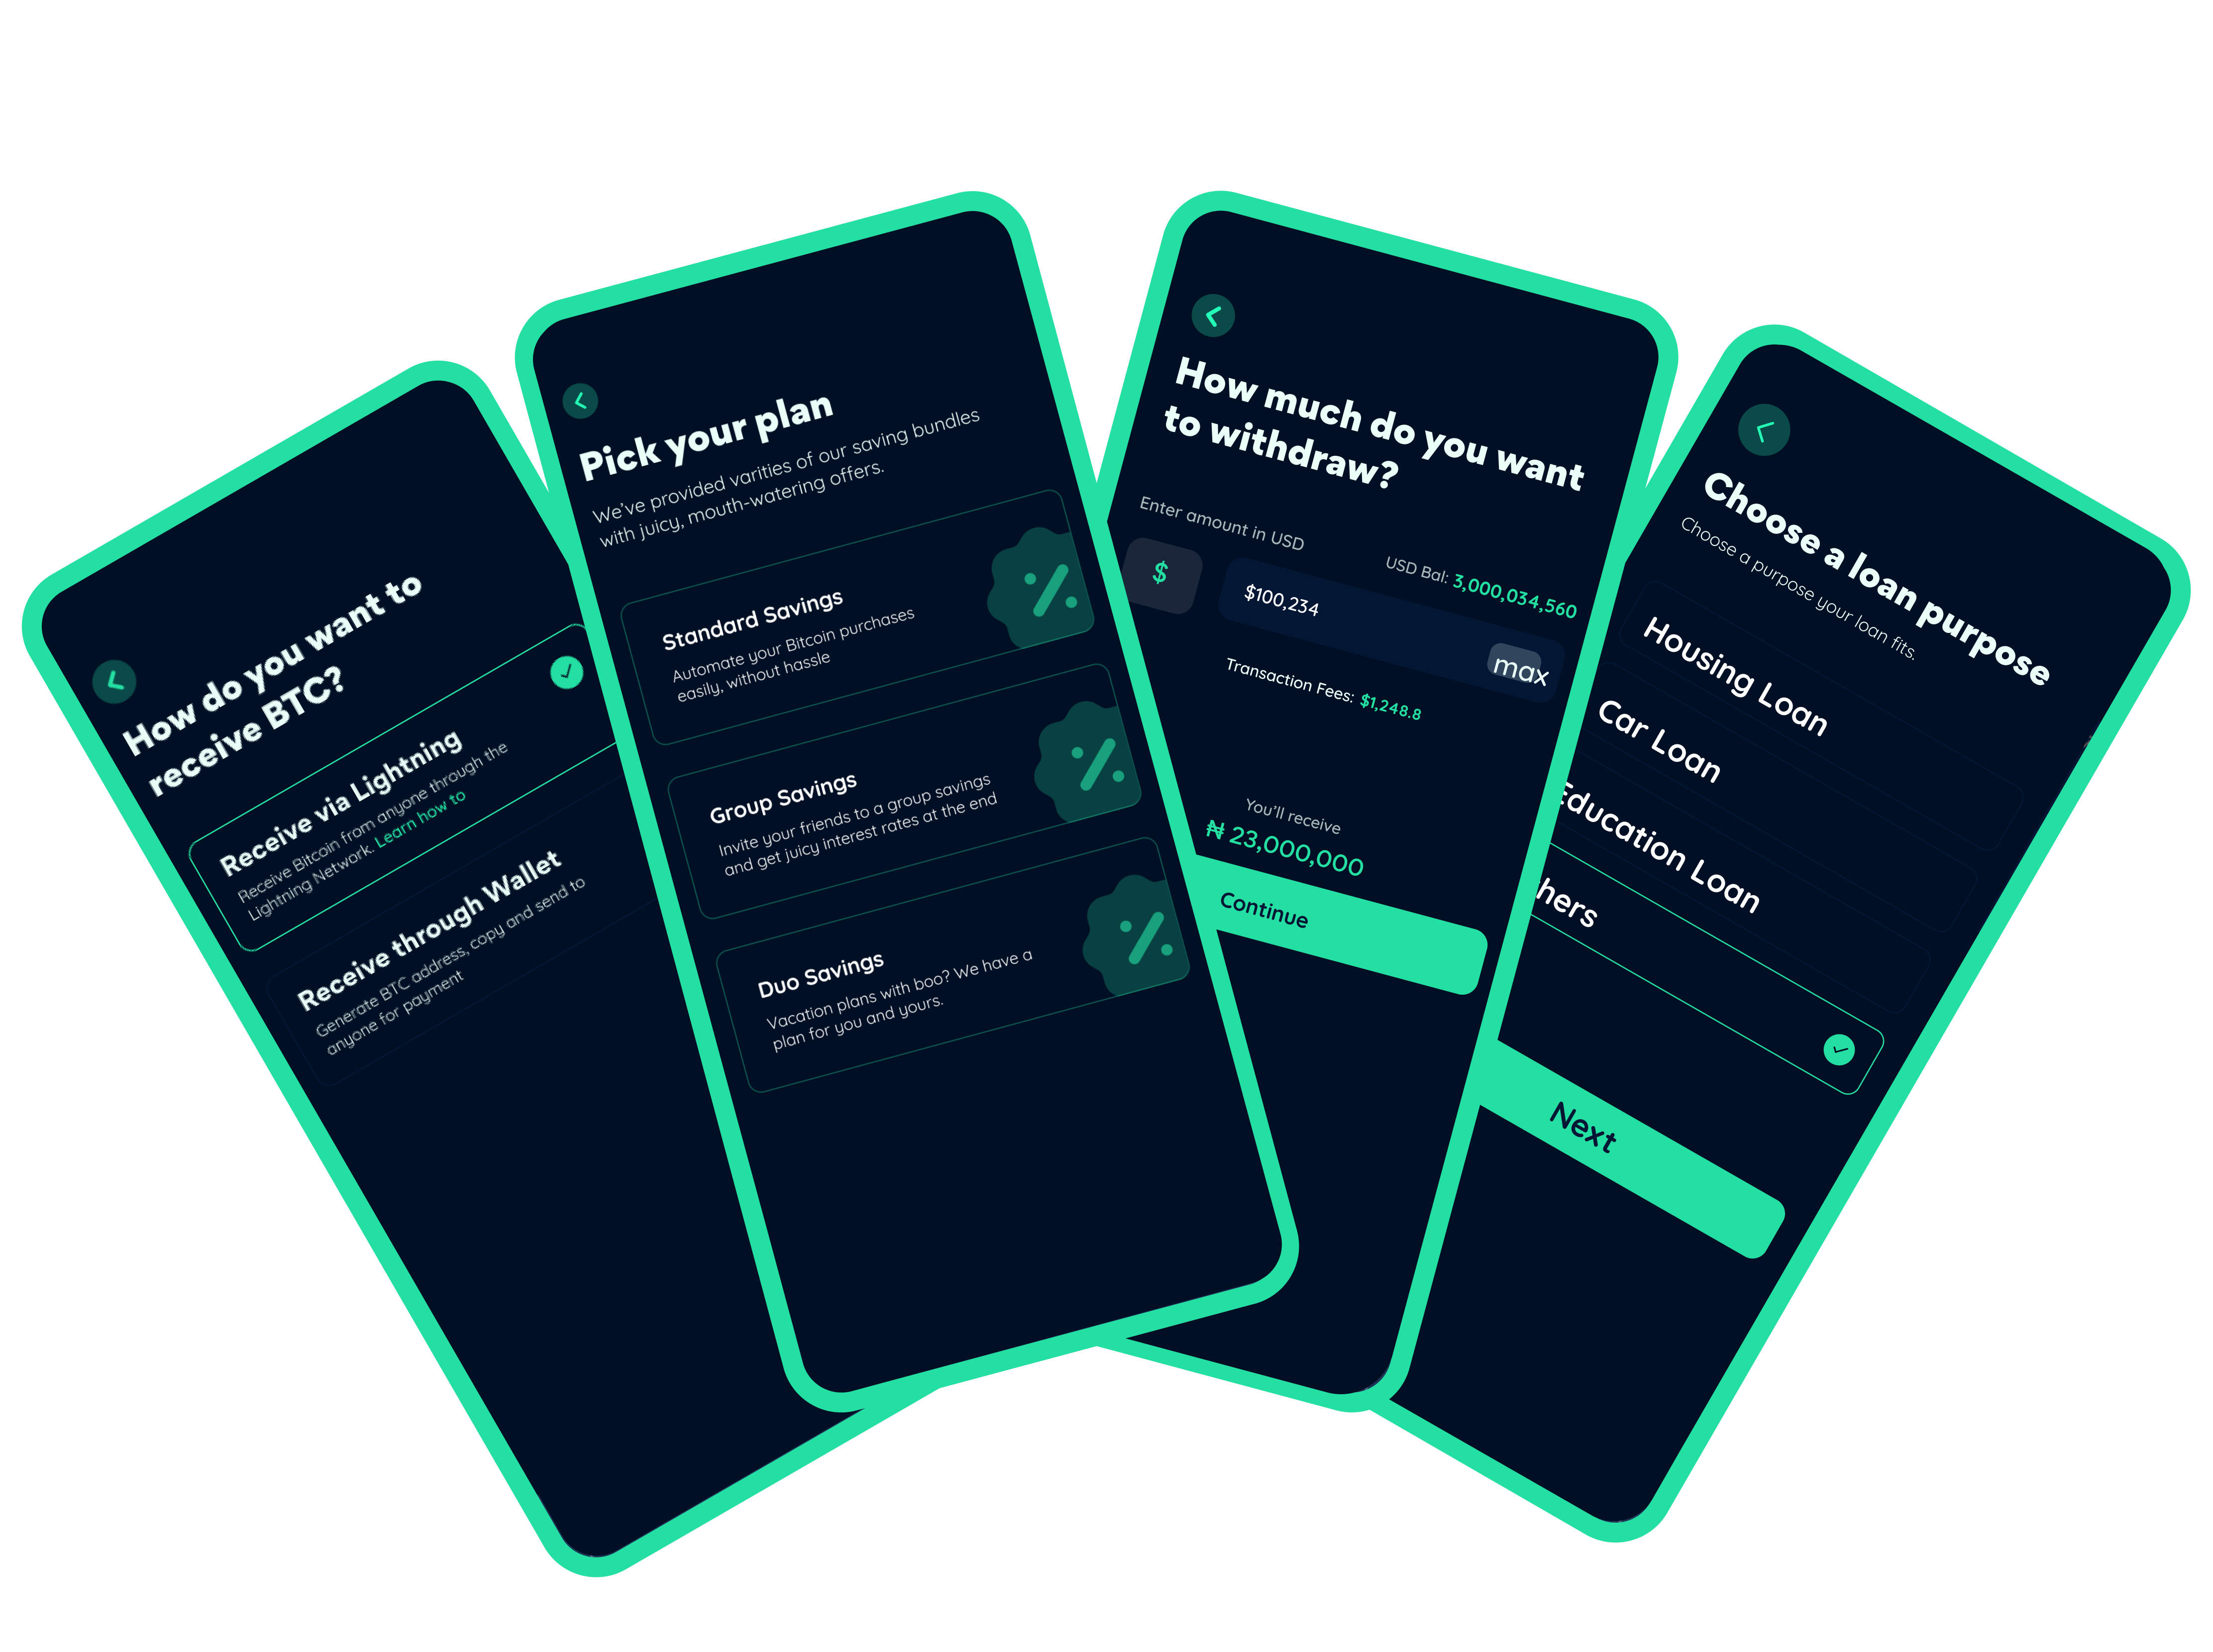 How do you want to
receive BTC?
Receive via Lightning
Receive Bitcoin from anyone through the
Lightning Network. Learn how to
Receive through Wallet
Generate BTC address, copy and send to
anyone for payment
Pick your plan
We've provided varities of our saving bundles
with juicy, mouth-watering offers.
Standard Savings
Automate your Bitcoin purchases
easily, without hassle
Group Savings
Invite your friends to a group savings
and get juicy interest rates at the end
Duo Savings
Vacation plans with boo? We have a
plan for you and yours.
How much do you want
to withdraw?
Enter amount in USD
USD Bal: 3,000,034,560
$
$100,234
max
Transaction Fees: $1,248.8
You'll receive
₦ 23,000,000
Continue
Choose a loan purpose
Choose a purpose your loan fits.
Housing Loan
Car Loan
Education Loan
hers
Next